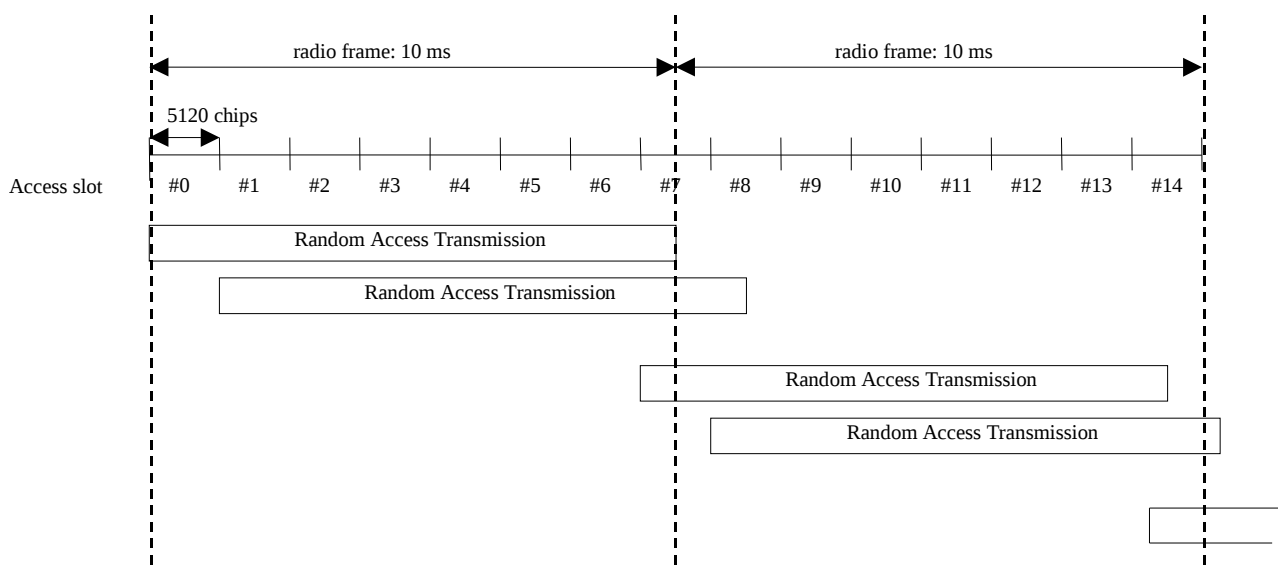 radio frame: 10 ms radio frame: 10 ms
5120 chips
Access slot #0 #1 #2 #3 #4 #5 #6 #7 #8 #9 #10 #11 #12 #13 #14
Random Access Transmission
Random Access Transmission
Random Access Transmission
Random Access Transmission